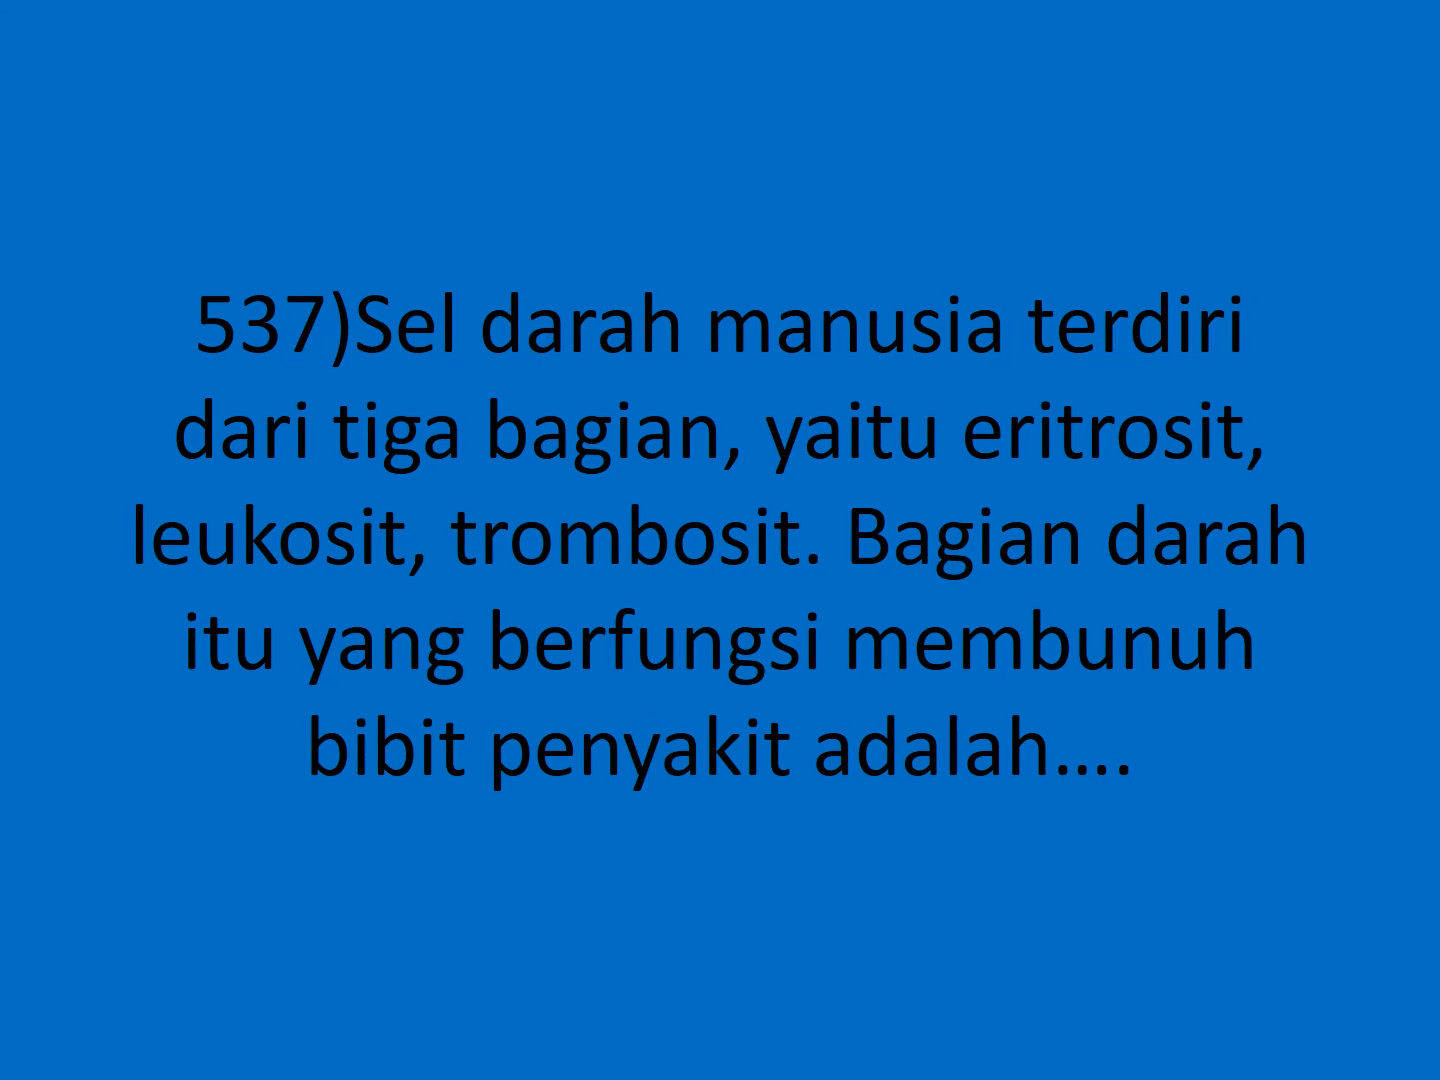 537)Sel darah manusia terdiri
dari tiga bagian, yaitu eritrosit,
leukosit, trombosit. Bagian darah
itu yang berfungsi membunuh
bibit penyakit adalah….